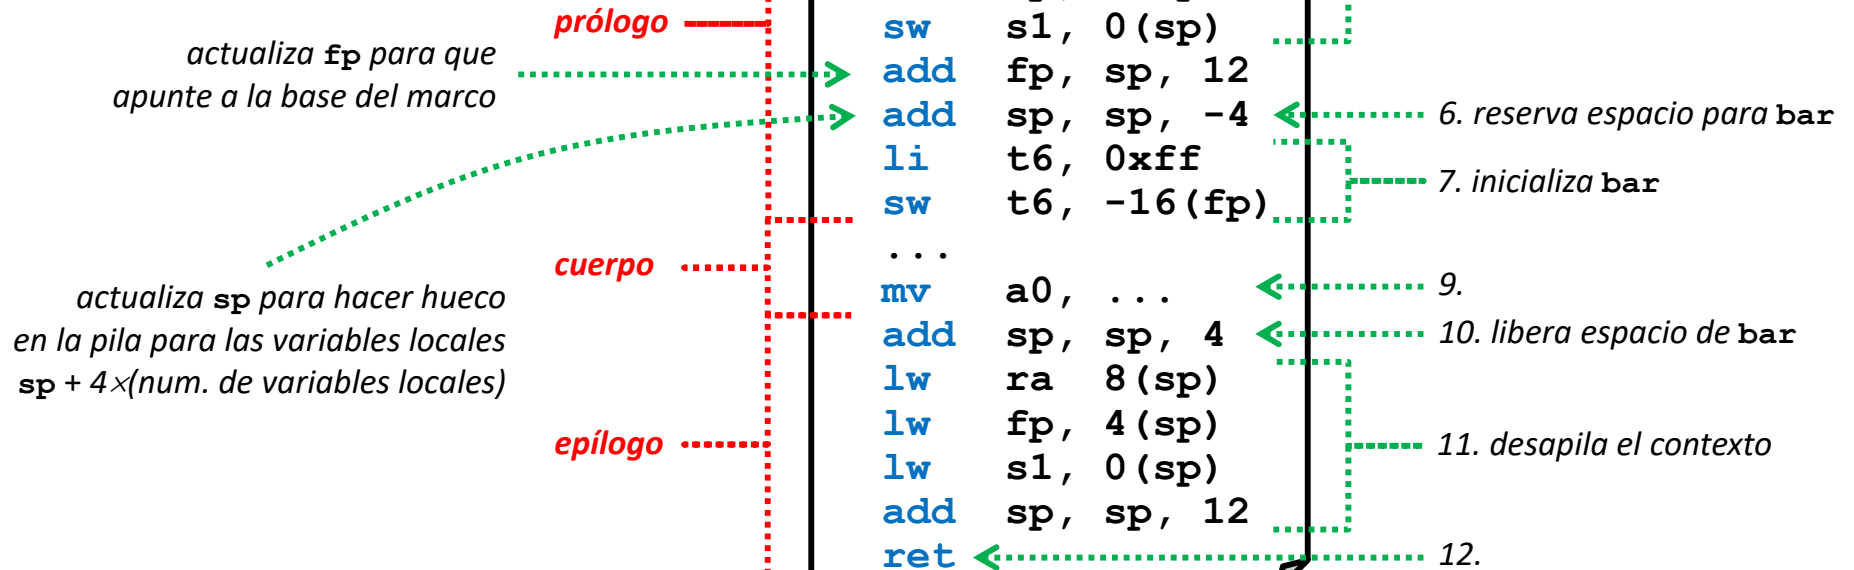 prólogo
sw s1, 0(sp)
actualiza fp para que
apunte a la base del marco
add fp, sp, 12
add sp, sp, -4
6. reserva espacio para bar
li t6, 0xff
7. inicializa bar
sw t6, -16(fp)
...
cuerpo
mv a0, ...
9.
actualiza sp para hacer hueco
en la pila para las variables locales
sp + 4×(num. de variables locales)
add sp, sp, 4
10. libera espacio de bar
lw ra 8(sp)
lw fp, 4(sp)
epílogo
11. desapila el contexto
lw s1, 0(sp)
add sp, sp, 12
ret
12.